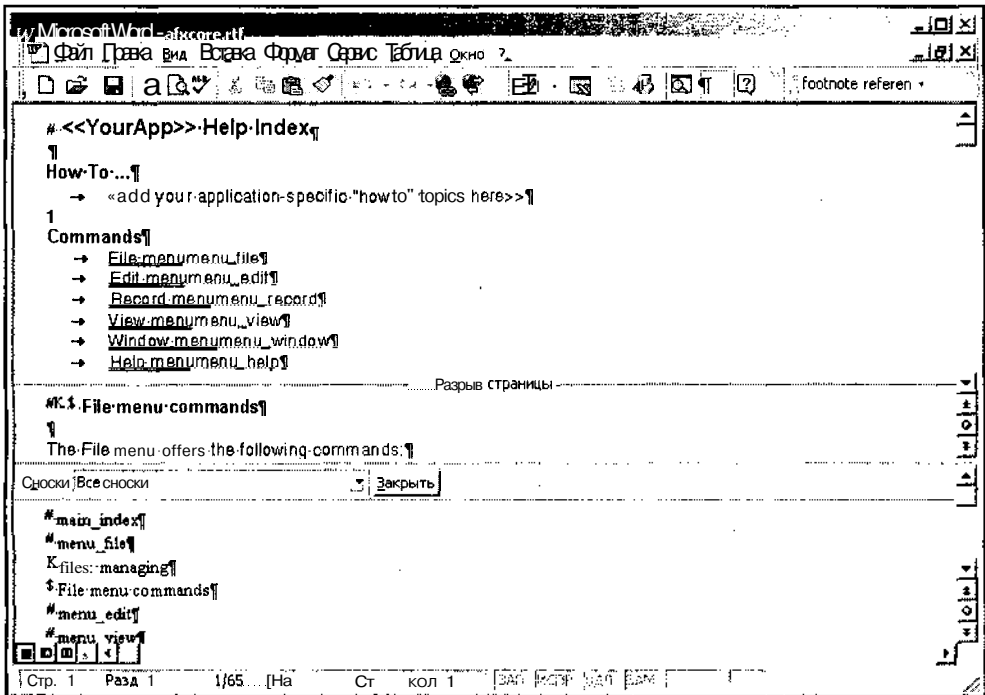 Microsoft Word - afxcore.rtf
Файл Правка Вид Вставка Формат Сервис Таблица Окно ?
footnote referen
# <<YourApp>>·Help·Index¶
¶
How·To·...¶
→ «add your·application-specific·"howto" topics here>>¶
1
Commands¶
→ File·menumenu_file¶
→ Edit·menumenu_edit¶
→ Record·menumenu_record¶
→ View·menumenu_view¶
→ Window·menumenu_window¶
→ Help·menumenu_help¶
Разрыв страницы
#K.$·File·menu·commands¶
¶
The·File menu·offers·the·following·commands:¶
Сноски Все сноски Закрыть
#·main_index¶
#·menu_file¶
K·files:·managing¶
$·File·menu·commands¶
#·menu_edit¶
#·menu_view¶
Стр. 1 Разд 1 1/65 [На Ст кол 1